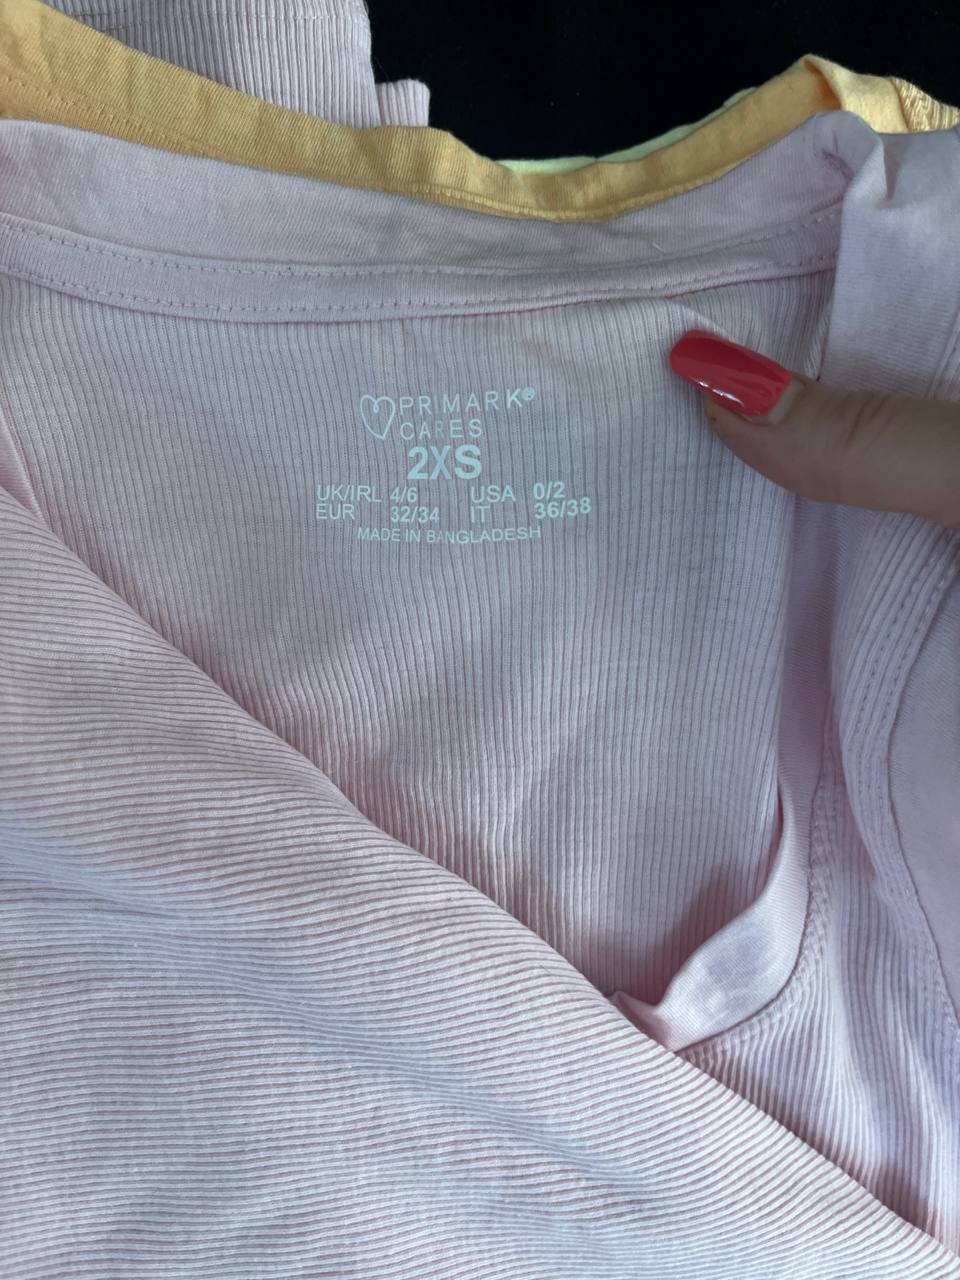 PRIMARK®
CARES
2XS
UK/IRL 4/6 USA 0/2
EUR 32/34 IT 36/38
MADE IN BANGLADESH